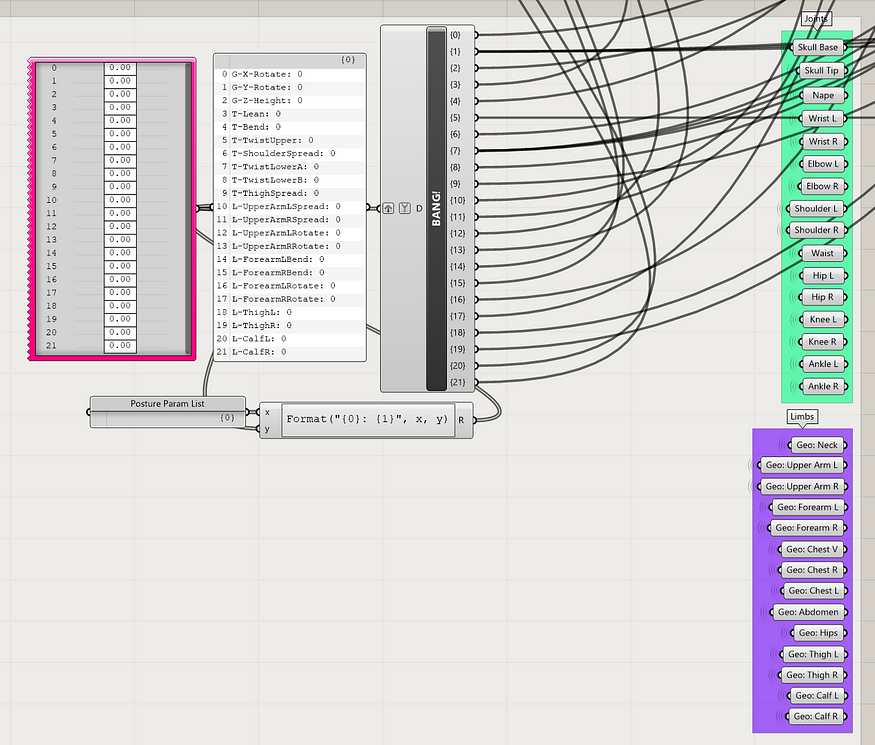 0 0.00
1 0.00
2 0.00
3 0.00
4 0.00
5 0.00
6 0.00
7 0.00
8 0.00
9 0.00
10 0.00
11 0.00
12 0.00
13 0.00
14 0.00
15 0.00
16 0.00
17 0.00
18 0.00
19 0.00
20 0.00
21 0.00
{0}
0 G-X-Rotate: 0
1 G-Y-Rotate: 0
2 G-Z-Height: 0
3 T-Lean: 0
4 T-Bend: 0
5 T-TwistUpper: 0
6 T-ShoulderSpread: 0
7 T-TwistLowerA: 0
8 T-TwistLowerB: 0
9 T-ThighSpread: 0
10 L-UpperArmLSpread: 0
11 L-UpperArmRSpread: 0
12 L-UpperArmLRotate: 0
13 L-UpperArmRRotate: 0
14 L-ForearmLBend: 0
15 L-ForearmRBend: 0
16 L-ForearmLRotate: 0
17 L-ForearmRRotate: 0
18 L-ThighL: 0
19 L-ThighR: 0
20 L-CalfL: 0
21 L-CalfR: 0
D
BANG!
{0}
{1}
{2}
{3}
{4}
{5}
{6}
{7}
{8}
{9}
{10}
{11}
{12}
{13}
{14}
{15}
{16}
{17}
{18}
{19}
{20}
{21}
Posture Param List
{0}
x
y
Format("{0}: {1}", x, y)
R
Joints
Skull Base
Skull Tip
Nape
Wrist L
Wrist R
Elbow L
Elbow R
Shoulder L
Shoulder R
Waist
Hip L
Hip R
Knee L
Knee R
Ankle L
Ankle R
Limbs
Geo: Neck
Geo: Upper Arm L
Geo: Upper Arm R
Geo: Forearm L
Geo: Forearm R
Geo: Chest V
Geo: Chest R
Geo: Chest L
Geo: Abdomen
Geo: Hips
Geo: Thigh L
Geo: Thigh R
Geo: Calf L
Geo: Calf R